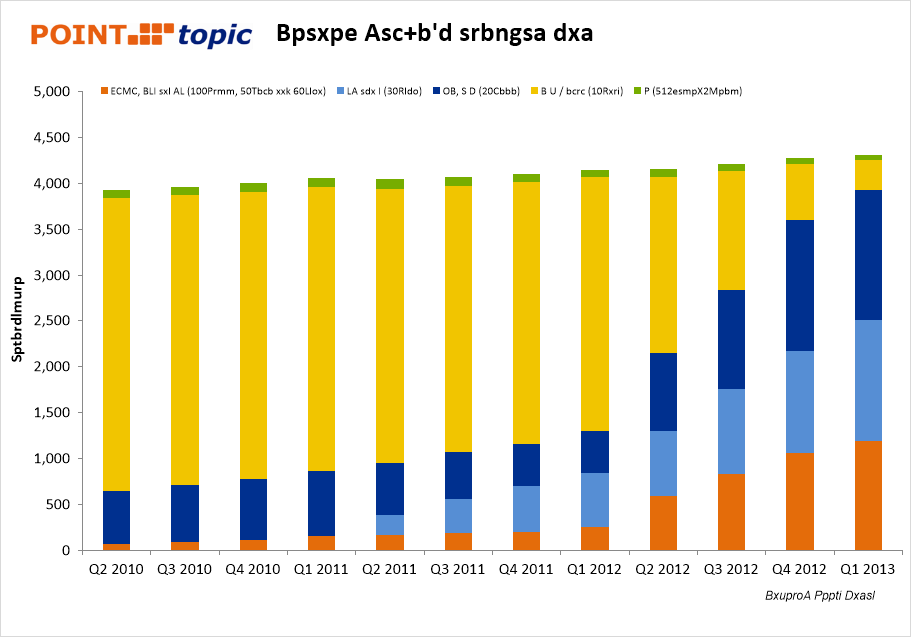 POINT topic Bpsxpe Asc+b'd srbngsa dxa
ECMC, BLI sxl AL (100Prmm, 50Tbcb xxk 60Llox) LA sdx I (30RIdo) OB, S D (20Cbbb) B U / bcrc (10Rxri) P (512esmpX2Mpbm)
5,000
4,500
4,000
3,500
3,000
2,500
2,000
1,500
1,000
500
0
Sptbrdlmurp
Q2 2010 Q3 2010 Q4 2010 Q1 2011 Q2 2011 Q3 2011 Q4 2011 Q1 2012 Q2 2012 Q3 2012 Q4 2012 Q1 2013
BxuproA Pppti Dxasl